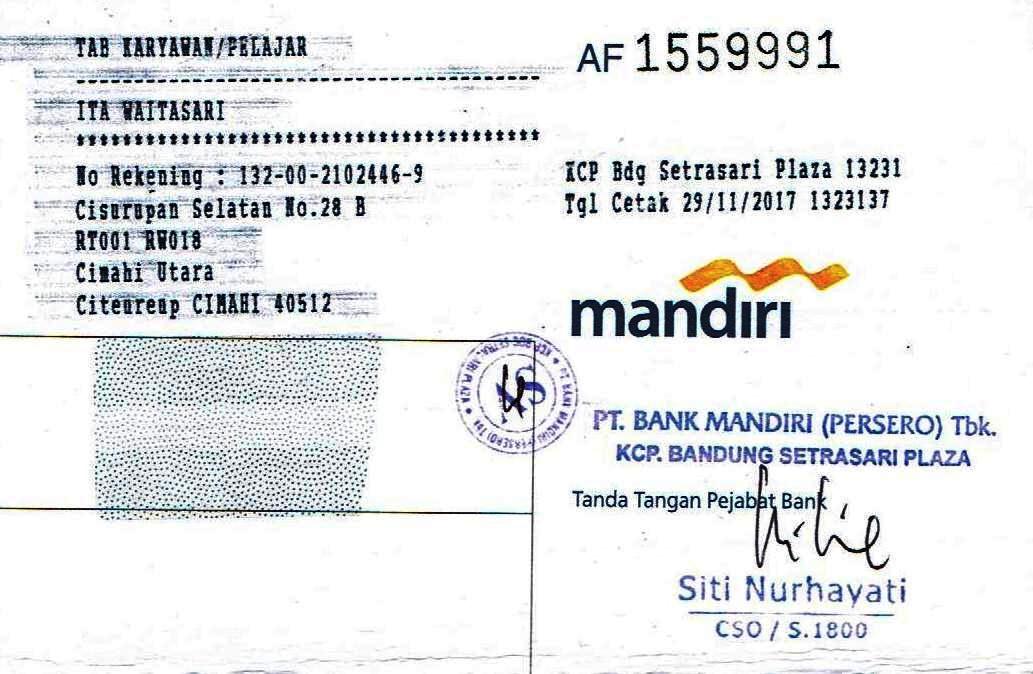 TAB KARYAWAN/PELAJAR
ITA WAITASARI
****************************************
No Rekening : 132-00-2102446-9
Cisurupan Selatan No.28 B
RT001 RW018
Cimahi Utara
Citeureup CIMAHI 40512
AF 1559991
KCP Bdg Setrasari Plaza 13231
Tgl Cetak 29/11/2017 1323137
mandiri
PT. BANK MANDIRI (PERSERO) Tbk.
KCP. BANDUNG SETRASARI PLAZA
Tanda Tangan Pejabat Bank
Siti Nurhayati
CSO / S.1800